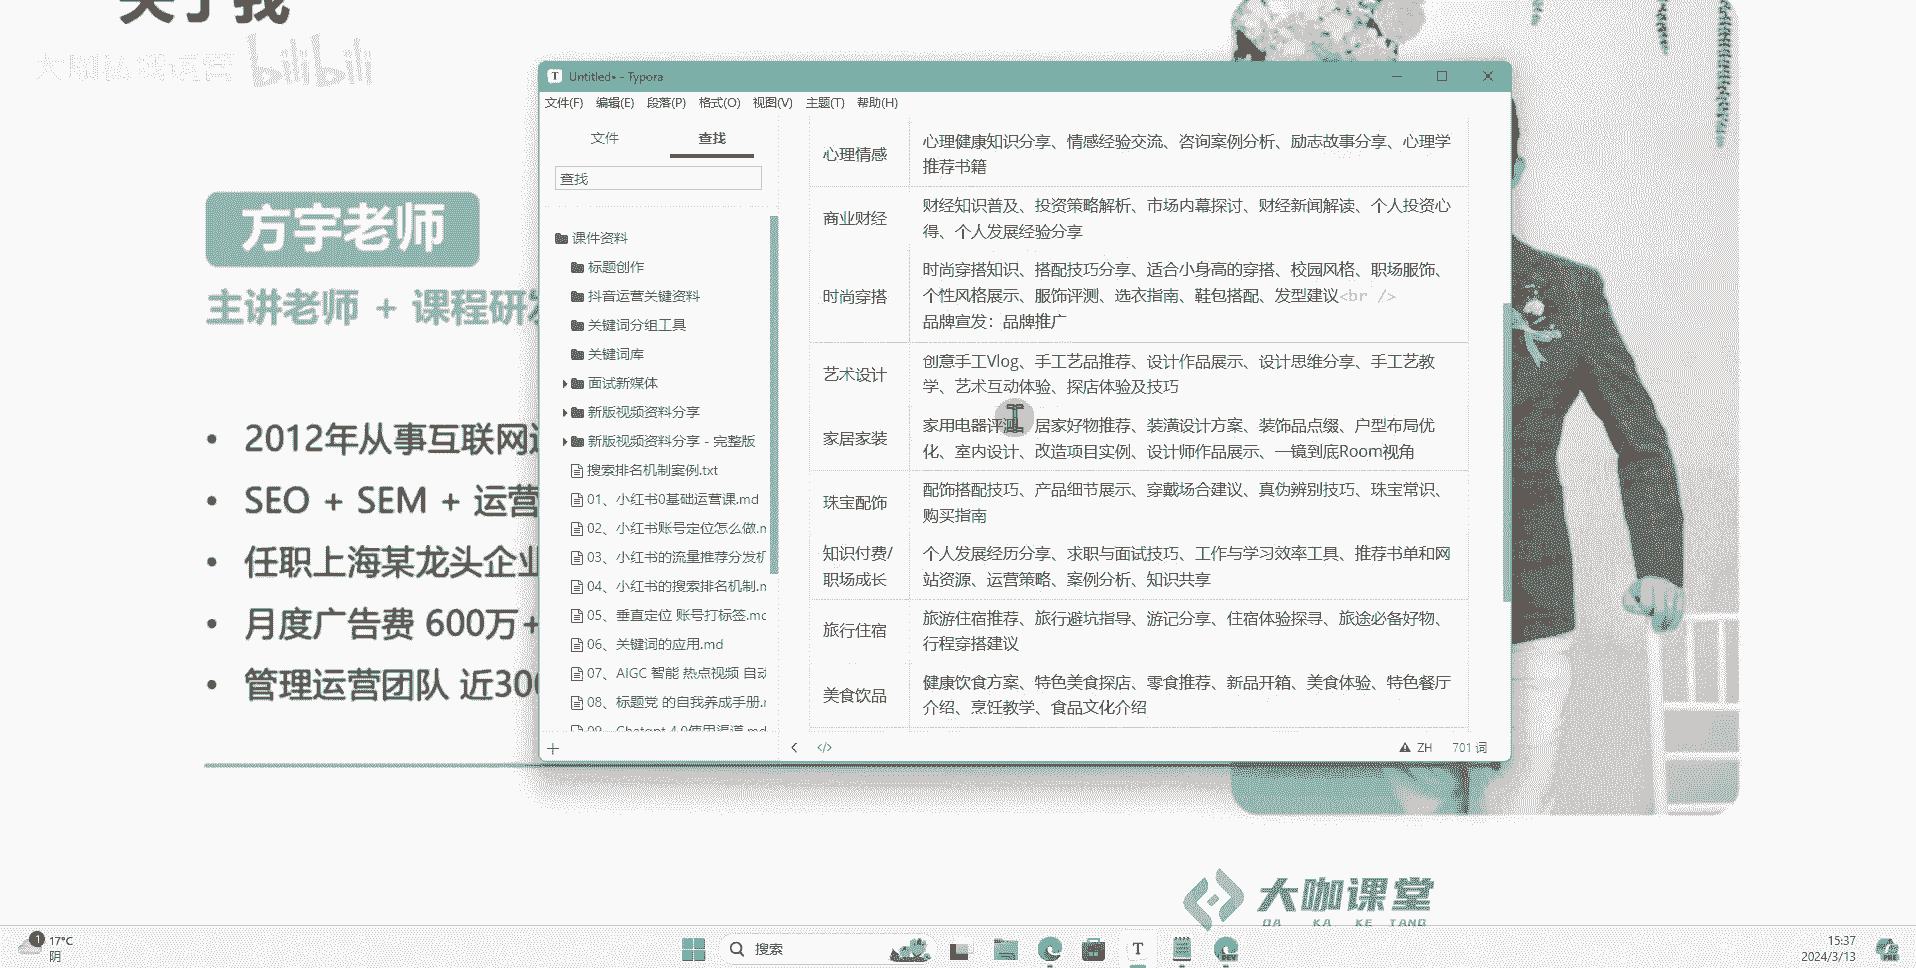 关于我
bilibili
方宇老师
主讲老师 + 课程研发
• 2012年从事互联网
• SEO + SEM + 运营
• 任职上海某龙头企业
• 月度广告费 600万+
• 管理运营团队 近300
Untitled• - Typora
文件(F) 编辑(E) 段落(P) 格式(O) 视图(V) 主题(T) 帮助(H)
文件 查找
查找
课件资料
标题创作
抖音运营关键资料
关键词分组工具
关键词库
面试新媒体
新版视频资料分享
新版视频资料分享 - 完整版
搜索排名机制案例.txt
01、小红书0基础运营课.md
02、小红书账号定位怎么做.m
03、小红书的流量推荐分发机
04、小红书的搜索排名机制.m
05、垂直定位 账号打标签.mc
06、关键词的应用.md
07、AIGC 智能 热点视频 自动
08、标题党 的自我养成手册.r
09、Chatgpt 4.0使用渠道.md
心理情感
心理健康知识分享、情感经验交流、咨询案例分析、励志故事分享、心理学
推荐书籍
商业财经
财经知识普及、投资策略解析、市场内幕探讨、财经新闻解读、个人投资心
得、个人发展经验分享
时尚穿搭
时尚穿搭知识、搭配技巧分享、适合小身高的穿搭、校园风格、职场服饰、
个性风格展示、服饰评测、选衣指南、鞋包搭配、发型建议<br />
品牌宣发：品牌推广
艺术设计
创意手工Vlog、手工艺品推荐、设计作品展示、设计思维分享、手工艺教
学、艺术互动体验、探店体验及技巧
家居家装
家用电器评测、居家好物推荐、装潢设计方案、装饰品点缀、户型布局优
化、室内设计、改造项目实例、设计师作品展示、一镜到底Room视角
珠宝配饰
配饰搭配技巧、产品细节展示、穿戴场合建议、真伪辨别技巧、珠宝常识、
购买指南
知识付费/
职场成长
个人发展经历分享、求职与面试技巧、工作与学习效率工具、推荐书单和网
站资源、运营策略、案例分析、知识共享
旅行住宿
旅游住宿推荐、旅行避坑指导、游记分享、住宿体验探寻、旅途必备好物、
行程穿搭建议
美食饮品
健康饮食方案、特色美食探店、零食推荐、新品开箱、美食体验、特色餐厅
介绍、烹饪教学、食品文化介绍
</> ZH 701 词
大咖课堂
DA KA KE TANG
1 17°C
阴
搜索
DEV
15:37
2024/3/13
PRE